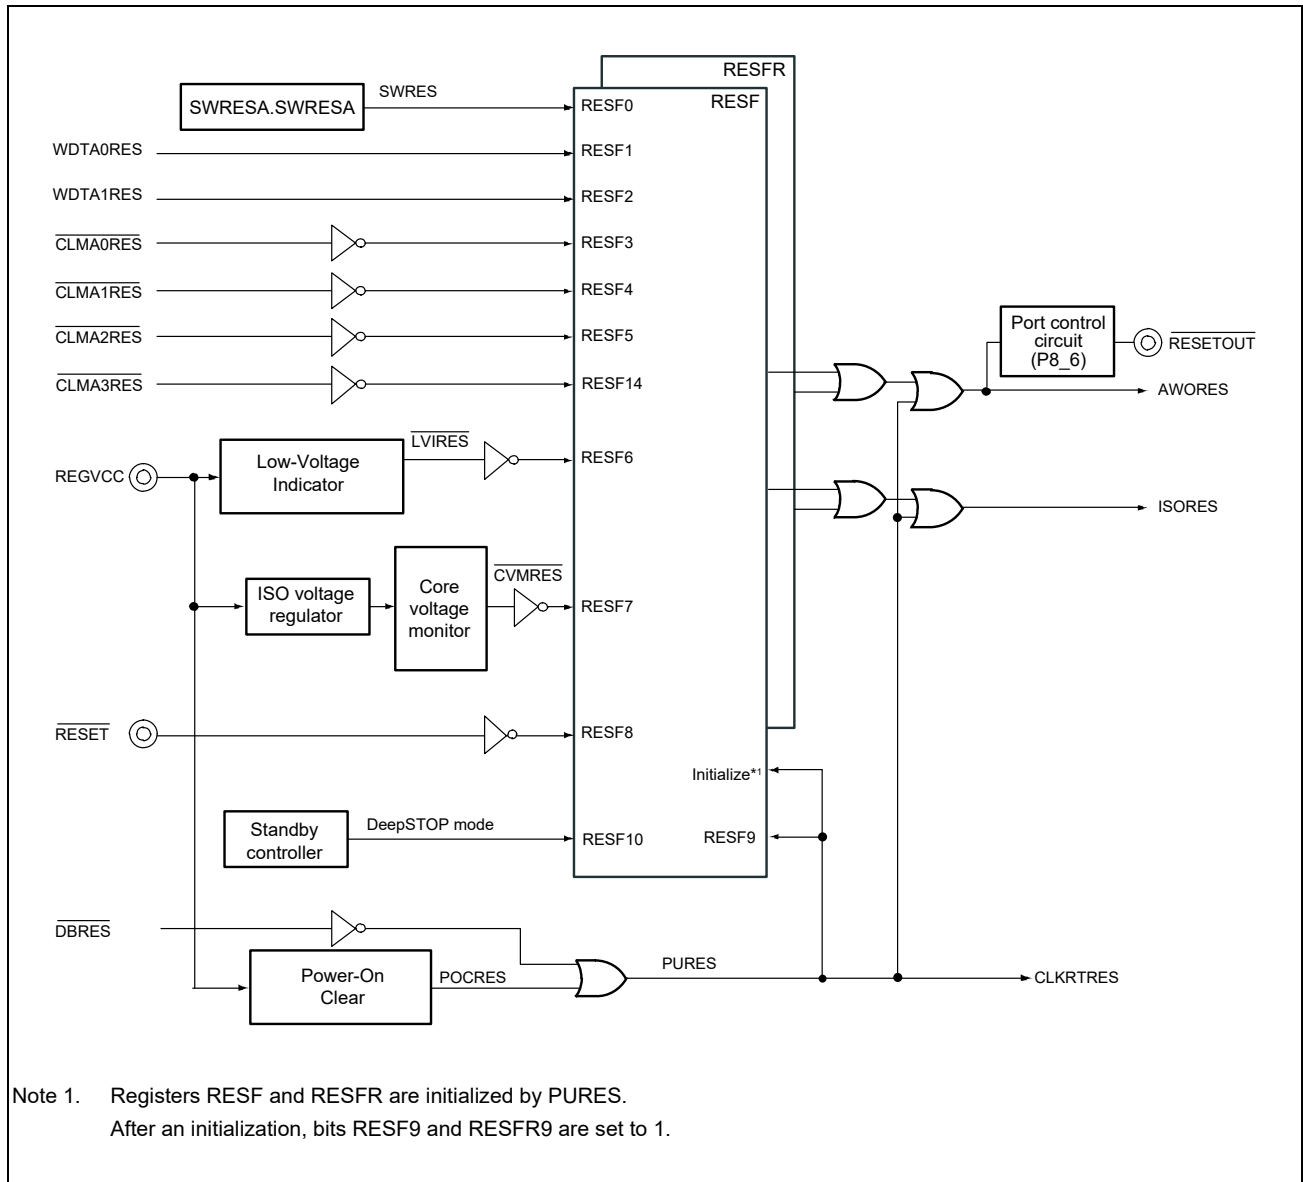 RESFR
RESF
SWRESA.SWRESA
SWRES
RESF0
WDTA0RES
RESF1
WDTA1RES
RESF2
CLMA0RES
RESF3
CLMA1RES
RESF4
CLMA2RES
RESF5
CLMA3RES
RESF14
Port control
circuit
(P8_6)
RESETOUT
AWORES
REGVCC
Low-Voltage
Indicator
LVIRES
RESF6
ISORES
ISO voltage
regulator
Core
voltage
monitor
CVMRES
RESF7
RESET
RESF8
Initialize*1
Standby
controller
DeepSTOP mode
RESF10
RESF9
DBRES
Power-On
Clear
POCRES
PURES
CLKRTRES
Note 1. Registers RESF and RESFR are initialized by PURES.
After an initialization, bits RESF9 and RESFR9 are set to 1.